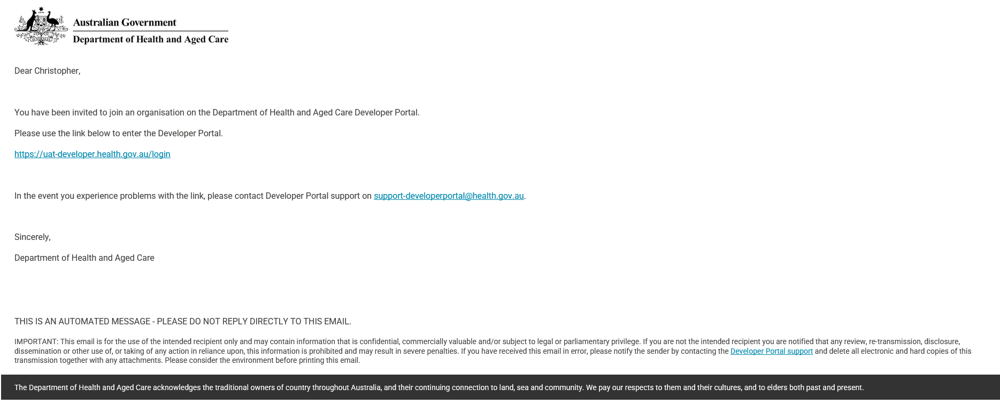 Australian Government
Department of Health and Aged Care
Dear Christopher,
You have been invited to join an organisation on the Department of Health and Aged Care Developer Portal.
Please use the link below to enter the Developer Portal.
https://uat-developer.health.gov.au/login
In the event you experience problems with the link, please contact Developer Portal support on support-developerportal@health.gov.au.
Sincerely,
Department of Health and Aged Care
THIS IS AN AUTOMATED MESSAGE - PLEASE DO NOT REPLY DIRECTLY TO THIS EMAIL.
IMPORTANT: This email is for the use of the intended recipient only and may contain information that is confidential, commercially valuable and/or subject to legal or parliamentary privilege. If you are not the intended recipient you are notified that any review, re-transmission, disclosure,
dissemination or other use of, or taking of any action in reliance upon, this information is prohibited and may result in severe penalties. If you have received this email in error, please notify the sender by contacting the Developer Portal support and delete all electronic and hard copies of this
transmission together with any attachments. Please consider the environment before printing this email.
The Department of Health and Aged Care acknowledges the traditional owners of country throughout Australia, and their continuing connection to land, sea and community. We pay our respects to them and their cultures, and to elders both past and present.